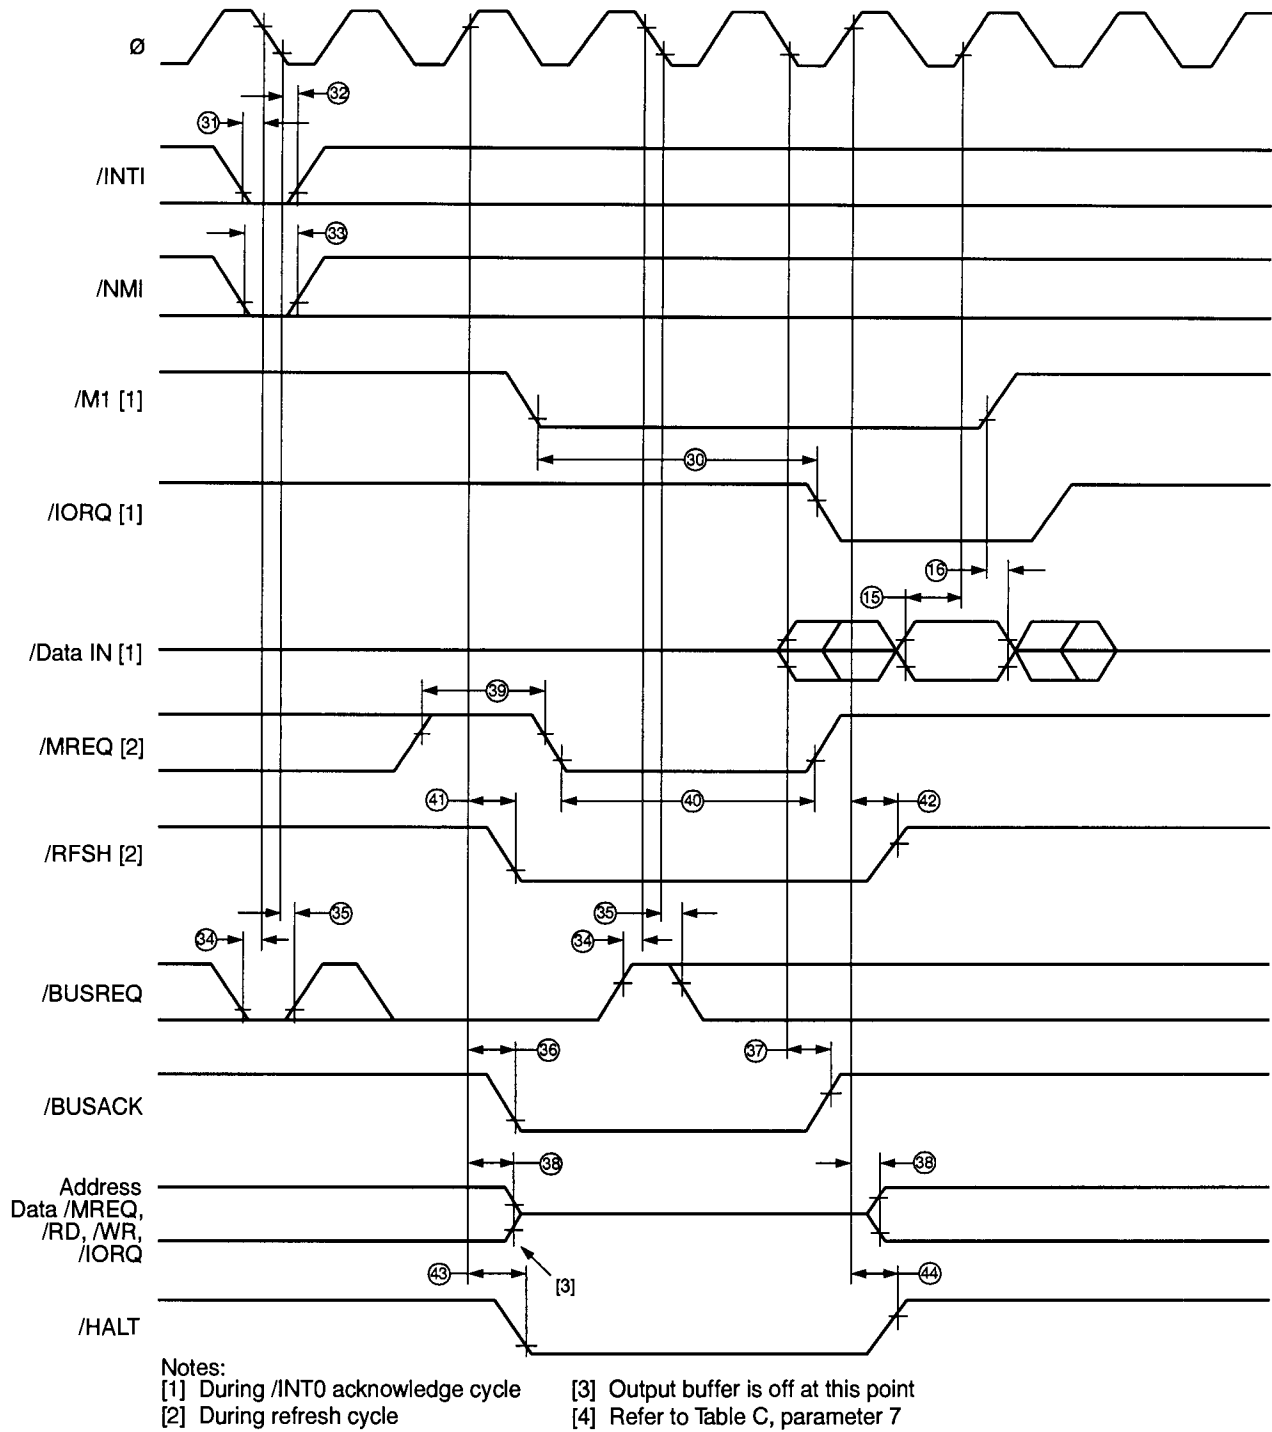 Ø
32
31
/INTI
33
/NMI
/M1 [1]
30
/IORQ [1]
16
15
/Data IN [1]
39
/MREQ [2]
41
40
42
/RFSH [2]
35
35
34
34
/BUSREQ
36
37
/BUSACK
38
38
Address
Data /MREQ,
/RD, /WR,
/IORQ
[3]
43
44
/HALT
Notes:
[1] During /INT0 acknowledge cycle
[2] During refresh cycle
[3] Output buffer is off at this point
[4] Refer to Table C, parameter 7